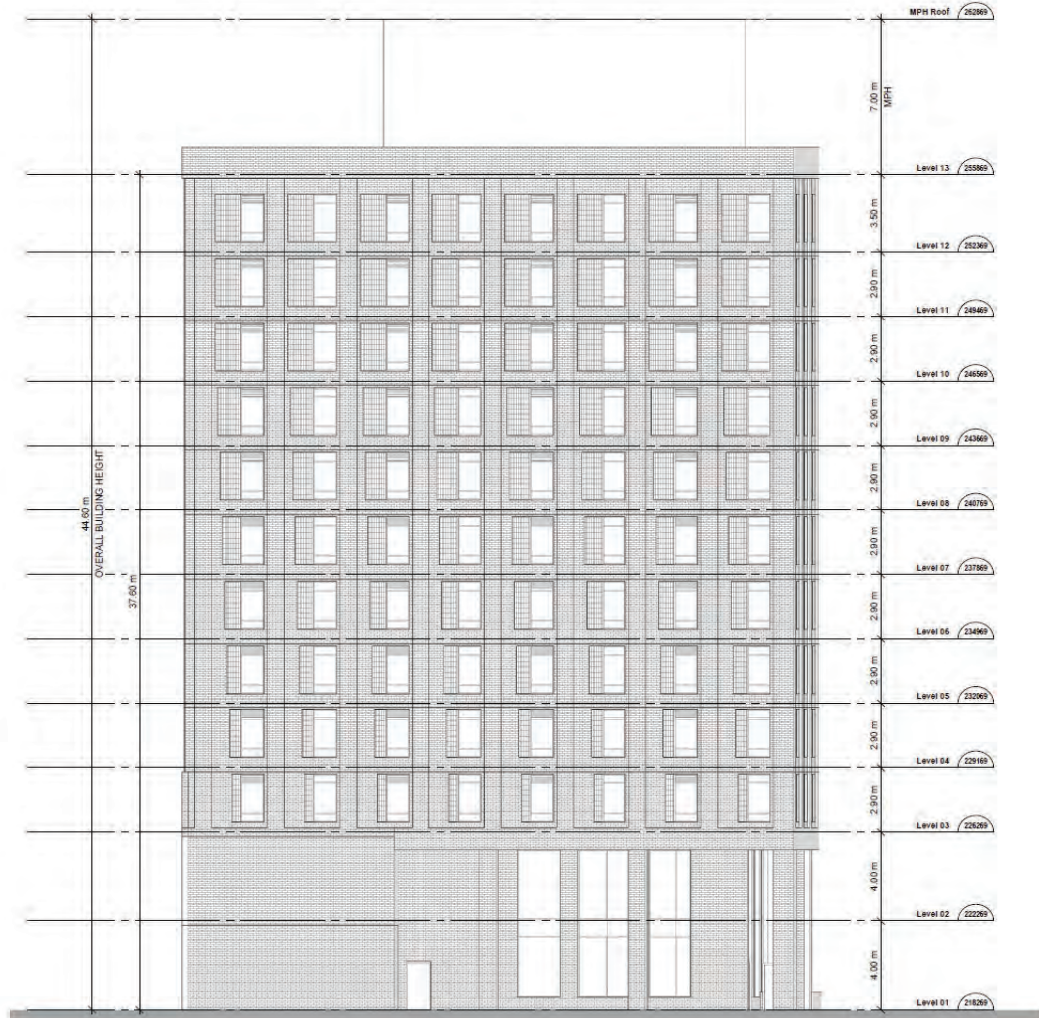 MPH Roof 262869
7.00 m
MPH
Level 13 255869
3.50 m
Level 12 252369
2.90 m
Level 11 249469
2.90 m
Level 10 246569
2.90 m
Level 09 243669
2.90 m
Level 08 240769
2.90 m
Level 07 237869
2.90 m
Level 06 234969
2.90 m
Level 05 232069
2.90 m
Level 04 229169
2.90 m
Level 03 226269
4.00 m
Level 02 222269
4.00 m
Level 01 218269
44.60 m
OVERALL BUILDING HEIGHT
37.60 m